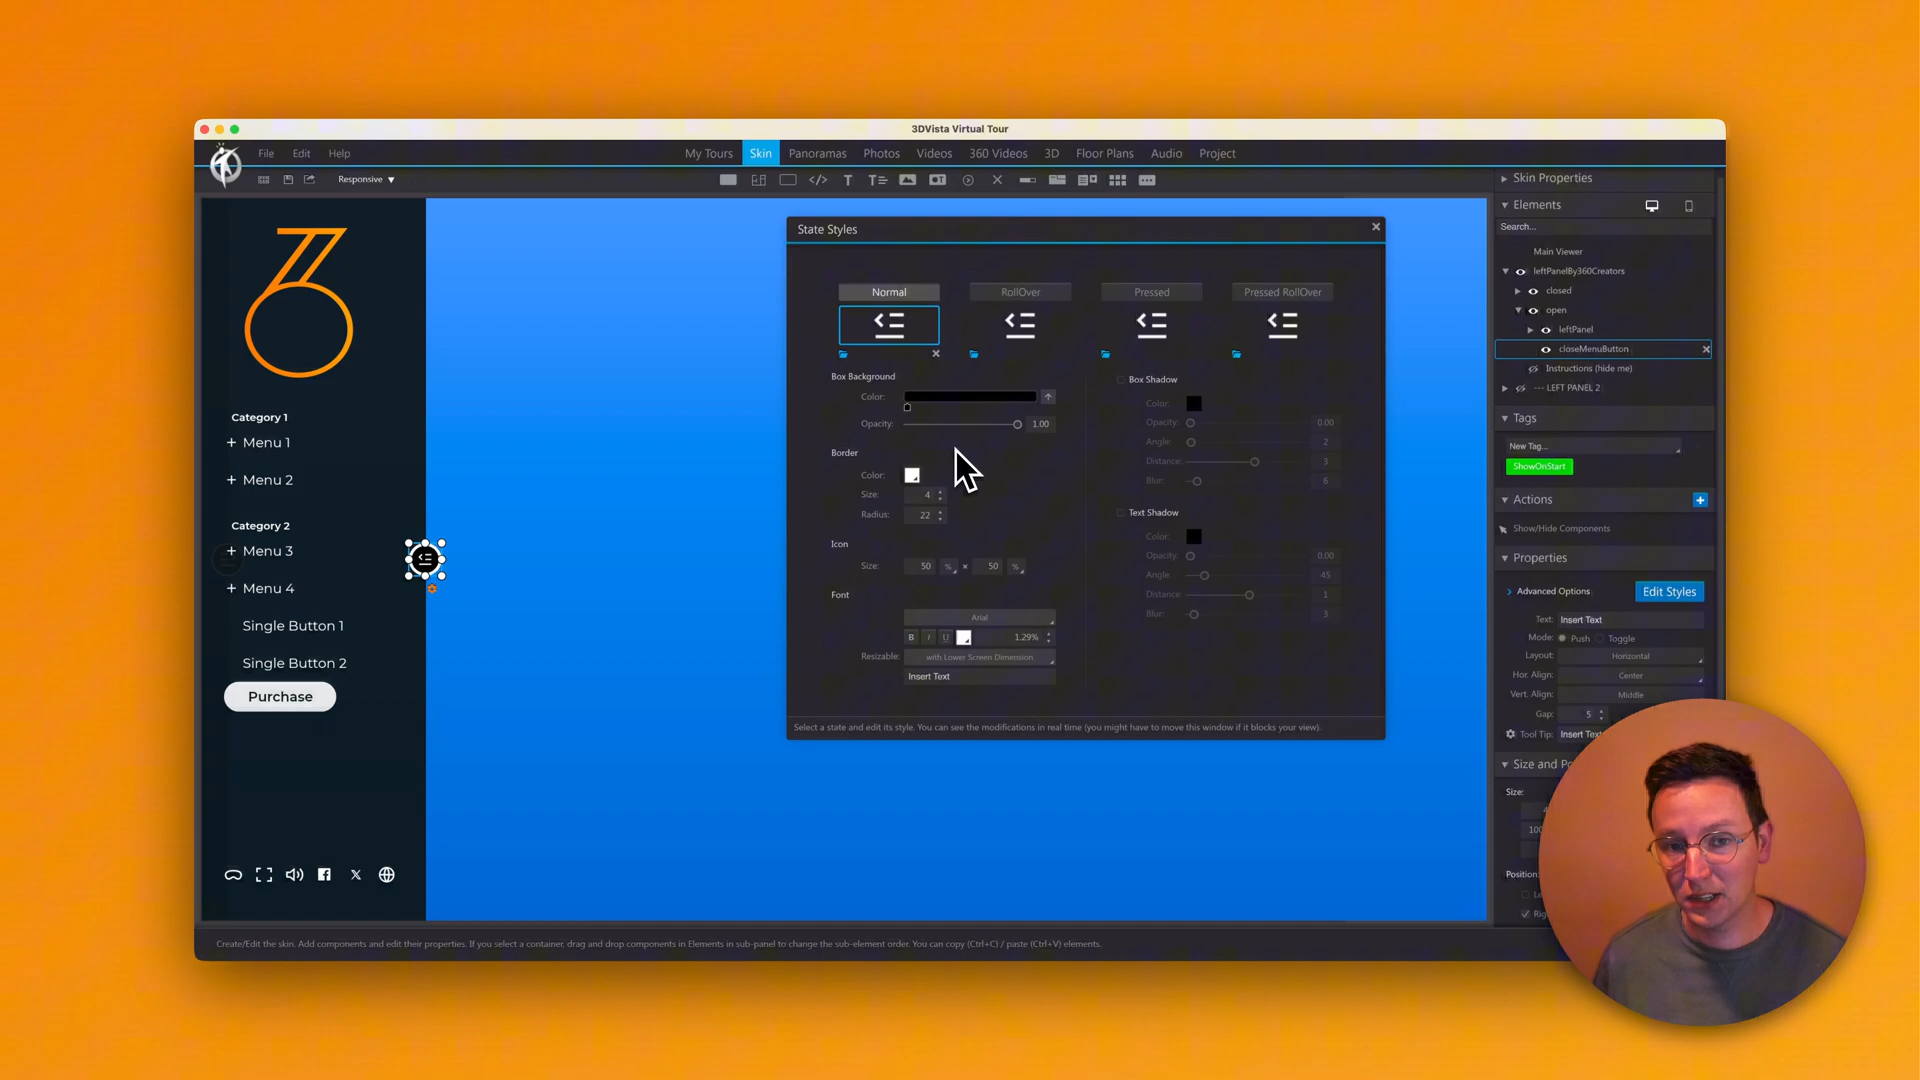 3DVista Virtual Tour
File Edit Help
My Tours Skin Panoramas Photos Videos 360 Videos 3D Floor Plans Audio Project
Responsive
Category 1
+ Menu 1
+ Menu 2
Category 2
+ Menu 3
+ Menu 4
Single Button 1
Single Button 2
Purchase
State Styles
Normal RollOver Pressed Pressed RollOver
Box Background
Color:
Opacity: 1.00
Border
Color:
Size: 4
Radius: 22
Icon
Size: 50 % × 50 %
Font
Arial
B I U 1.29%
Resizable: with Lower Screen Dimension
Insert Text
Box Shadow
Color:
Opacity: 0.00
Angle: 2
Distance: 3
Blur: 6
Text Shadow
Color:
Opacity: 0.00
Angle: 45
Distance: 1
Blur: 3
Select a state and edit its style. You can see the modifications in real time (you might have to move this window if it blocks your view).
Skin Properties
Elements
Search...
Main Viewer
leftPanelBy360Creators
closed
open
leftPanel
closeMenuButton
Instructions (hide me)
--- LEFT PANEL 2
Tags
New Tag...
ShowOnStart
Actions
Show/Hide Components
Properties
Advanced Options Edit Styles
Text: Insert Text
Mode: Push Toggle
Layout: Horizontal
Hor. Align: Center
Vert. Align: Middle
Gap: 5
Tool Tip: Insert Text
Size and
Size:
100
Position:
Create/Edit the skin. Add components and edit their properties. If you select a container, drag and drop components in Elements in sub-panel to change the sub-element order. You can copy (Ctrl+C) / paste (Ctrl+V) elements.